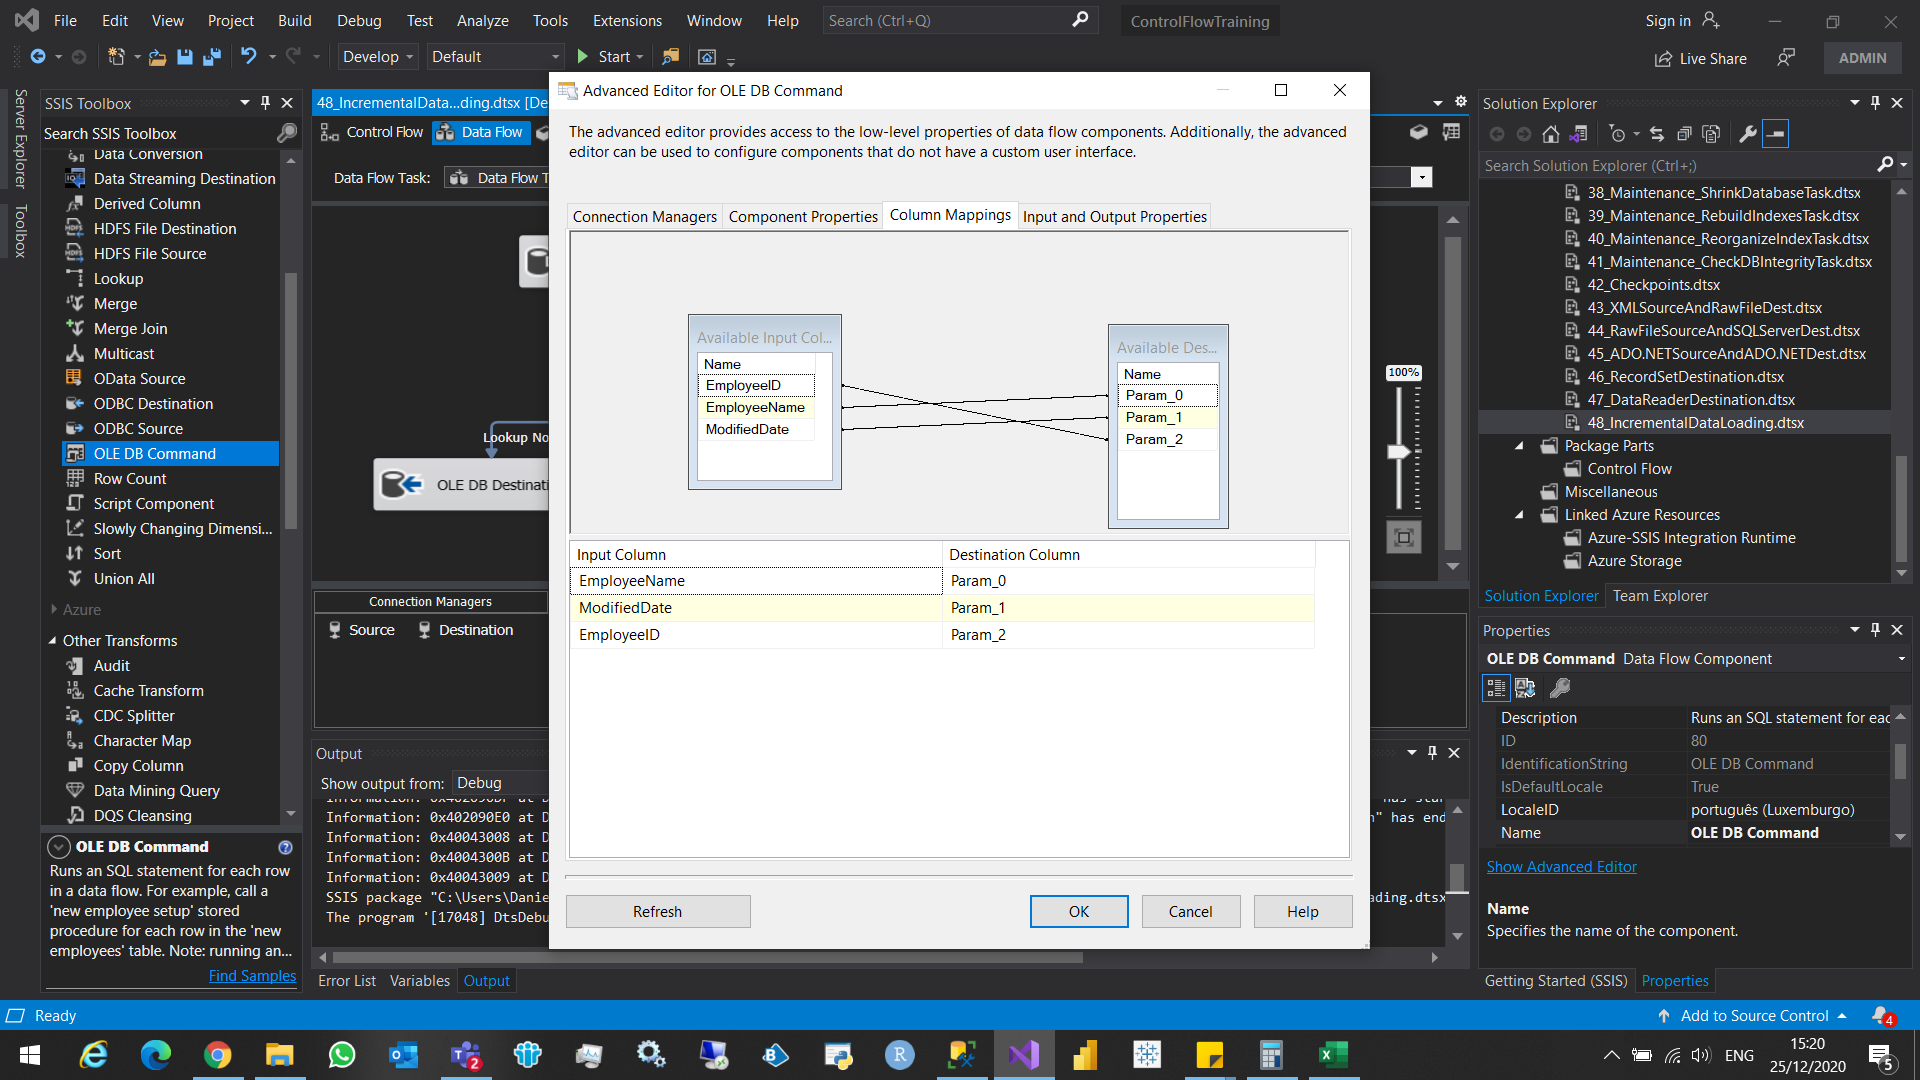 File Edit View Project Build Debug Test Analyze Tools Extensions Window Help Search (Ctrl+Q) ControlFlowTraining Sign in
Develop Default Start Live Share ADMIN
Server Explorer
Toolbox
SSIS Toolbox
Search SSIS Toolbox
Data Conversion
Data Streaming Destination
Derived Column
HDFS File Destination
HDFS File Source
Lookup
Merge
Merge Join
Multicast
OData Source
ODBC Destination
ODBC Source
OLE DB Command
Row Count
Script Component
Slowly Changing Dimensi...
Sort
Union All
Azure
Other Transforms
Audit
Cache Transform
CDC Splitter
Character Map
Copy Column
Data Mining Query
DQS Cleansing
OLE DB Command
Runs an SQL statement for each row
in a data flow. For example, call a
'new employee setup' stored
procedure for each row in the 'new
employees' table. Note: running an...
Find Samples
48_IncrementalData...ding.dtsx [De
Control Flow Data Flow
Data Flow Task: Data Flow T
Lookup No
OLE DB Destinati
100%
Connection Managers
Source Destination
Output
Show output from: Debug
Information: 0x402090DF at D has sta
Information: 0x402090E0 at D n" has end
Information: 0x40043008 at D
Information: 0x4004300B at D
Information: 0x40043009 at D
SSIS package "C:\Users\Danie ading.dtsx
The program '[17048] DtsDebu
Error List Variables Output
Advanced Editor for OLE DB Command
The advanced editor provides access to the low-level properties of data flow components. Additionally, the advanced
editor can be used to configure components that do not have a custom user interface.
Connection Managers Component Properties Column Mappings Input and Output Properties
Available Input Col...
Name
EmployeeID
EmployeeName
ModifiedDate
Available Des...
Name
Param_0
Param_1
Param_2
Input Column Destination Column
EmployeeName Param_0
ModifiedDate Param_1
EmployeeID Param_2
Refresh OK Cancel Help
Solution Explorer
Search Solution Explorer (Ctrl+;)
38_Maintenance_ShrinkDatabaseTask.dtsx
39_Maintenance_RebuildIndexesTask.dtsx
40_Maintenance_ReorganizeIndexTask.dtsx
41_Maintenance_CheckDBIntegrityTask.dtsx
42_Checkpoints.dtsx
43_XMLSourceAndRawFileDest.dtsx
44_RawFileSourceAndSQLServerDest.dtsx
45_ADO.NETSourceAndADO.NETDest.dtsx
46_RecordSetDestination.dtsx
47_DataReaderDestination.dtsx
48_IncrementalDataLoading.dtsx
Package Parts
Control Flow
Miscellaneous
Linked Azure Resources
Azure-SSIS Integration Runtime
Azure Storage
Solution Explorer Team Explorer
Properties
OLE DB Command Data Flow Component
Description Runs an SQL statement for eac
ID 80
IdentificationString OLE DB Command
IsDefaultLocale True
LocaleID português (Luxemburgo)
Name OLE DB Command
Show Advanced Editor
Name
Specifies the name of the component.
Getting Started (SSIS) Properties
Ready Add to Source Control 4
2 ENG 15:20
25/12/2020 5